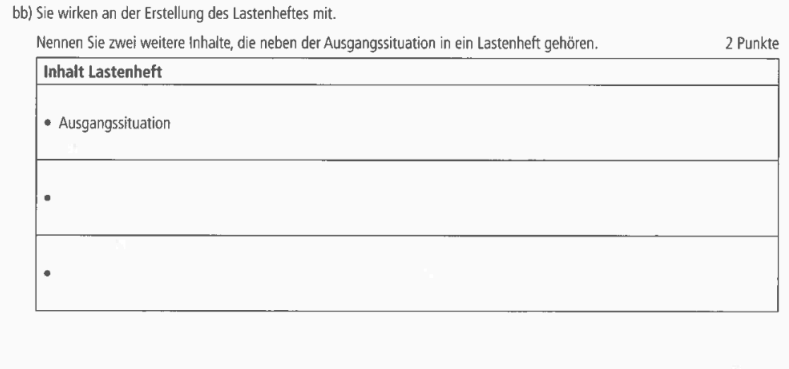 bb) Sie wirken an der Erstellung des Lastenheftes mit.
Nennen Sie zwei weitere Inhalte, die neben der Ausgangssituation in ein Lastenheft gehören. 2 Punkte
Inhalt Lastenheft
• Ausgangssituation
•
•